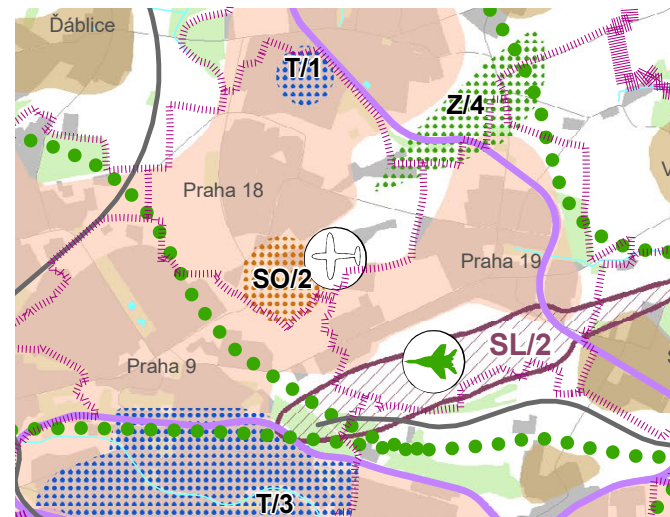 Ďáblice
T/1
Z/4
Praha 18
SO/2
Praha 19
SL/2
Praha 9
T/3